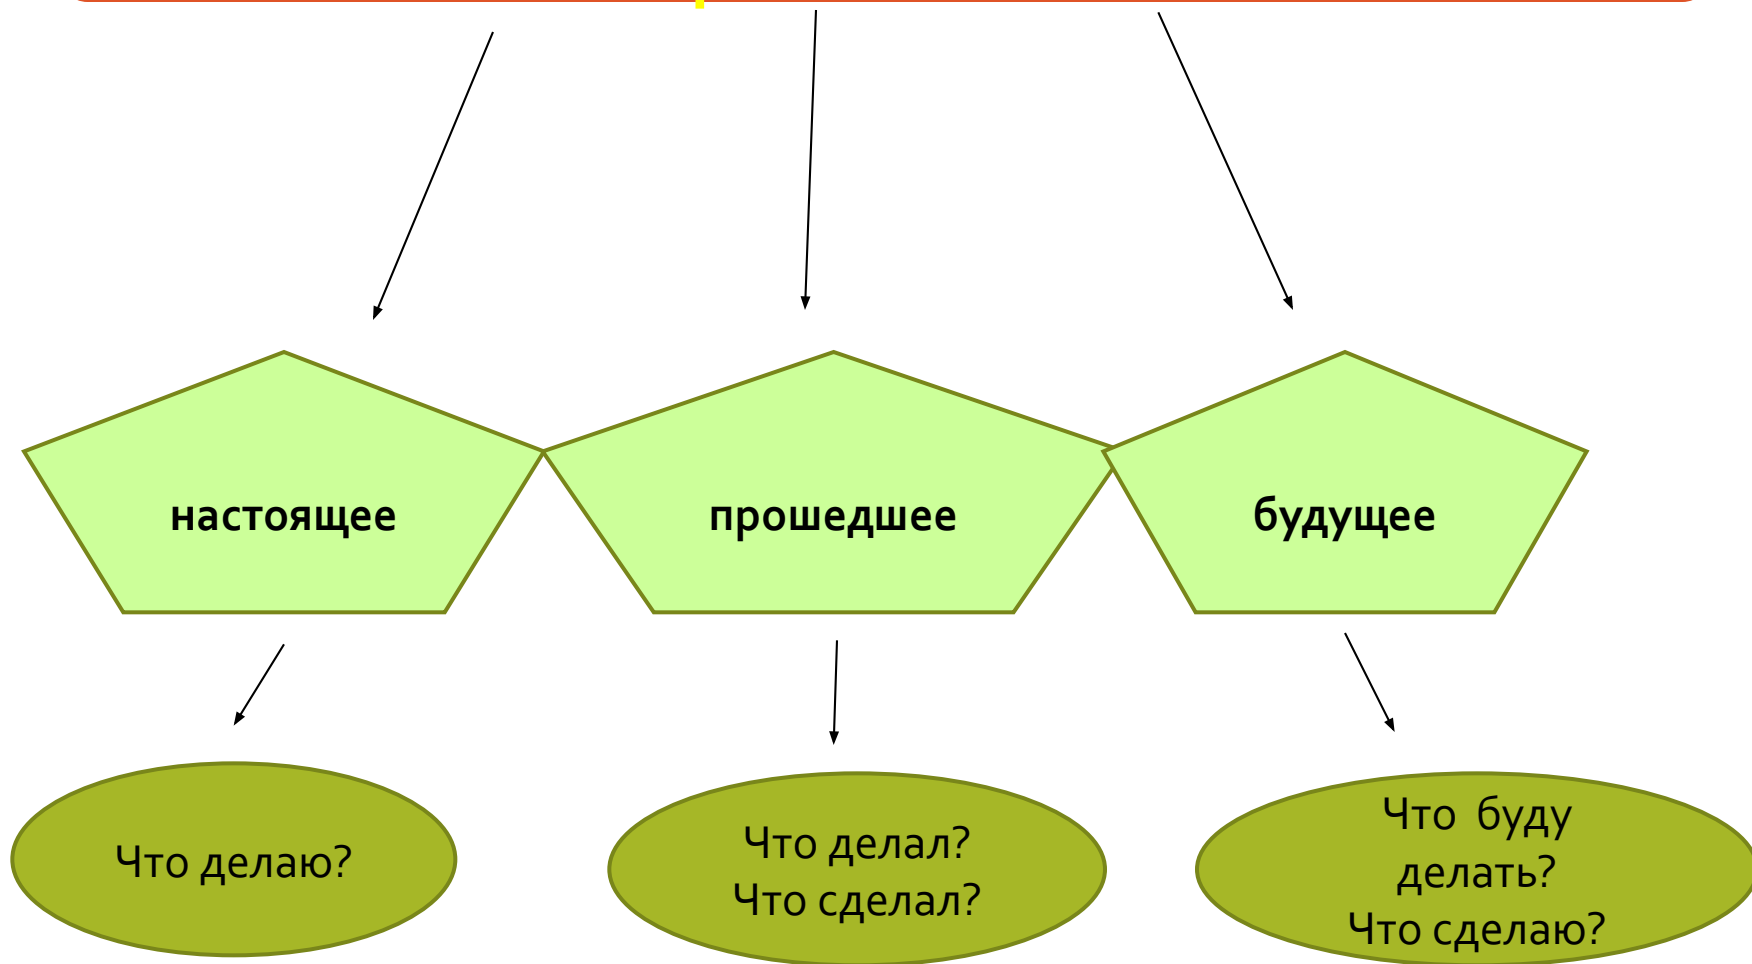 настоящее
прошедшее
будущее
Что делаю?
Что делал?
Что сделал?
Что  буду
делать?
Что сделаю?